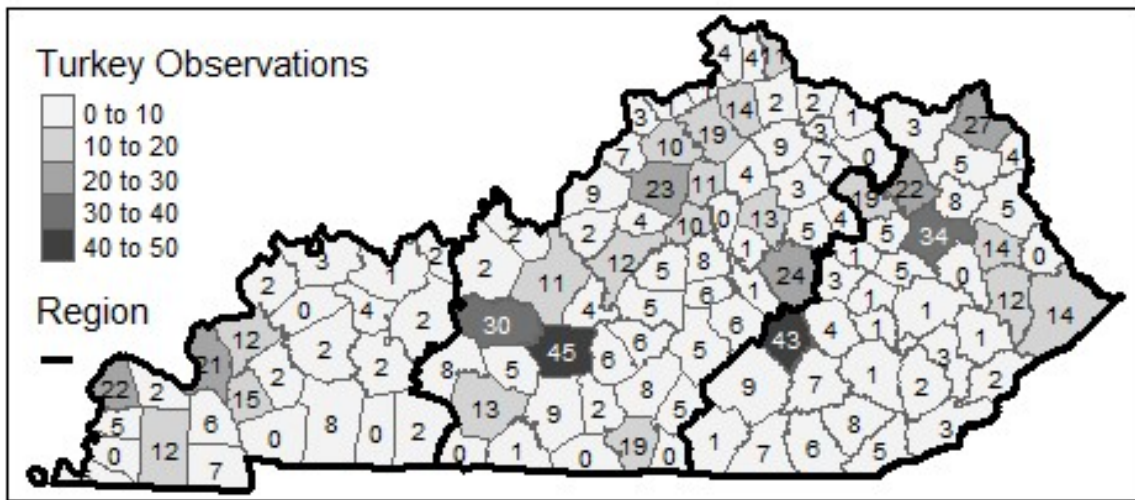 Turkey Observations
0 to 10
10 to 20
20 to 30
30 to 40
40 to 50
Region
4 4 11
14 2 2 1
3 10 19 3 3 27
7 9 7 0 5 4
9 23 11 4 3 19 22 8 5
2 2 4 10 0 13 4 5 34 14 0
2 3 1 2 2 11 12 5 8 1 24 1 5 0 12 14
0 4 2 30 4 5 6 1 3 1 1
21 12 2 45 6 6 6 43 4 1 1
22 2 15 2 2 8 5 5 9 7 1 3 2
5 6 13 9 2 8 5 2
0 12 0 8 0 2 0 1 0 19 0 1 7 6 8 5 3
7